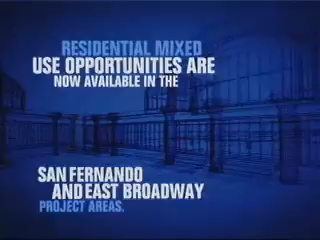 RESIDENTIAL MIXED
USE OPPORTUNITIES ARE
NOW AVAILABLE IN THE
SAN FERNANDO
AND EAST BROADWAY
PROJECT AREAS.